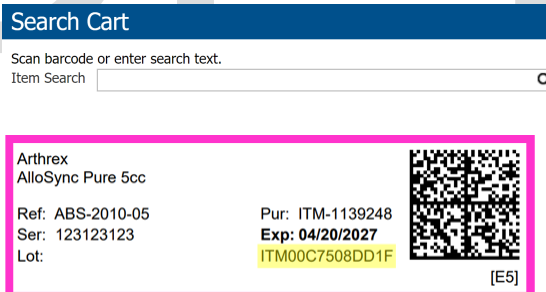 Search Cart
Scan barcode or enter search text.
Item Search
Arthrex
AlloSync Pure 5cc
Ref: ABS-2010-05 Pur: ITM-1139248
Ser: 123123123 Exp: 04/20/2027
Lot: ITM00C7508DD1F
[E5]